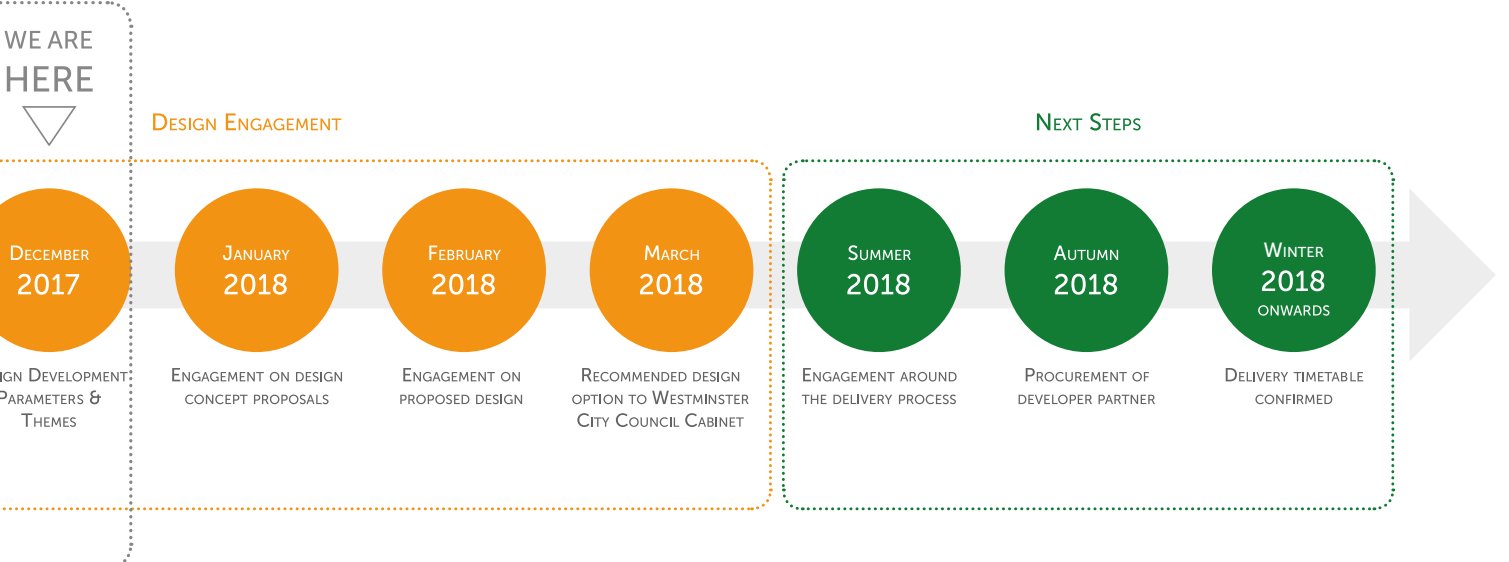 WE ARE
HERE
Design Engagement
Next Steps
December
2017
January
2018
February
2018
March
2018
Summer
2018
Autumn
2018
Winter
2018
onwards
ign Development
Parameters &
Themes
Engagement on design
concept proposals
Engagement on
proposed design
Recommended design
option to Westminster
City Council Cabinet
Engagement around
the delivery process
Procurement of
developer partner
Delivery timetable
confirmed